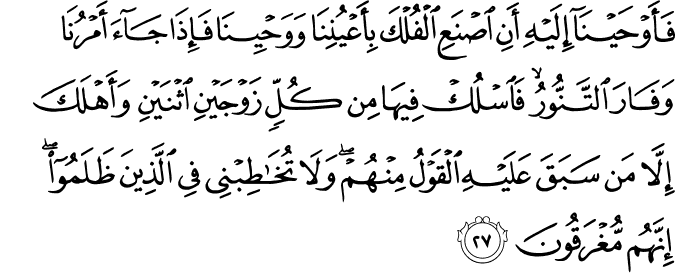 فَأَوْحَيْنَآ إِلَيْهِ أَنِ ٱصْنَعِ ٱلْفُلْكَ بِأَعْيُنِنَا وَوَحْيِنَا فَإِذَا جَآءَ أَمْرُنَا
وَفَارَ ٱلتَّنُّورُ ۙ فَٱسْلُكْ فِيهَا مِن كُلٍّۢ زَوْجَيْنِ ٱثْنَيْنِ وَأَهْلَكَ
إِلَّا مَن سَبَقَ عَلَيْهِ ٱلْقَوْلُ مِنْهُمْ ۖ وَلَا تُخَـٰطِبْنِى فِى ٱلَّذِينَ ظَلَمُوٓا۟ ۖ
إِنَّهُم مُّغْرَقُونَ ٢٧